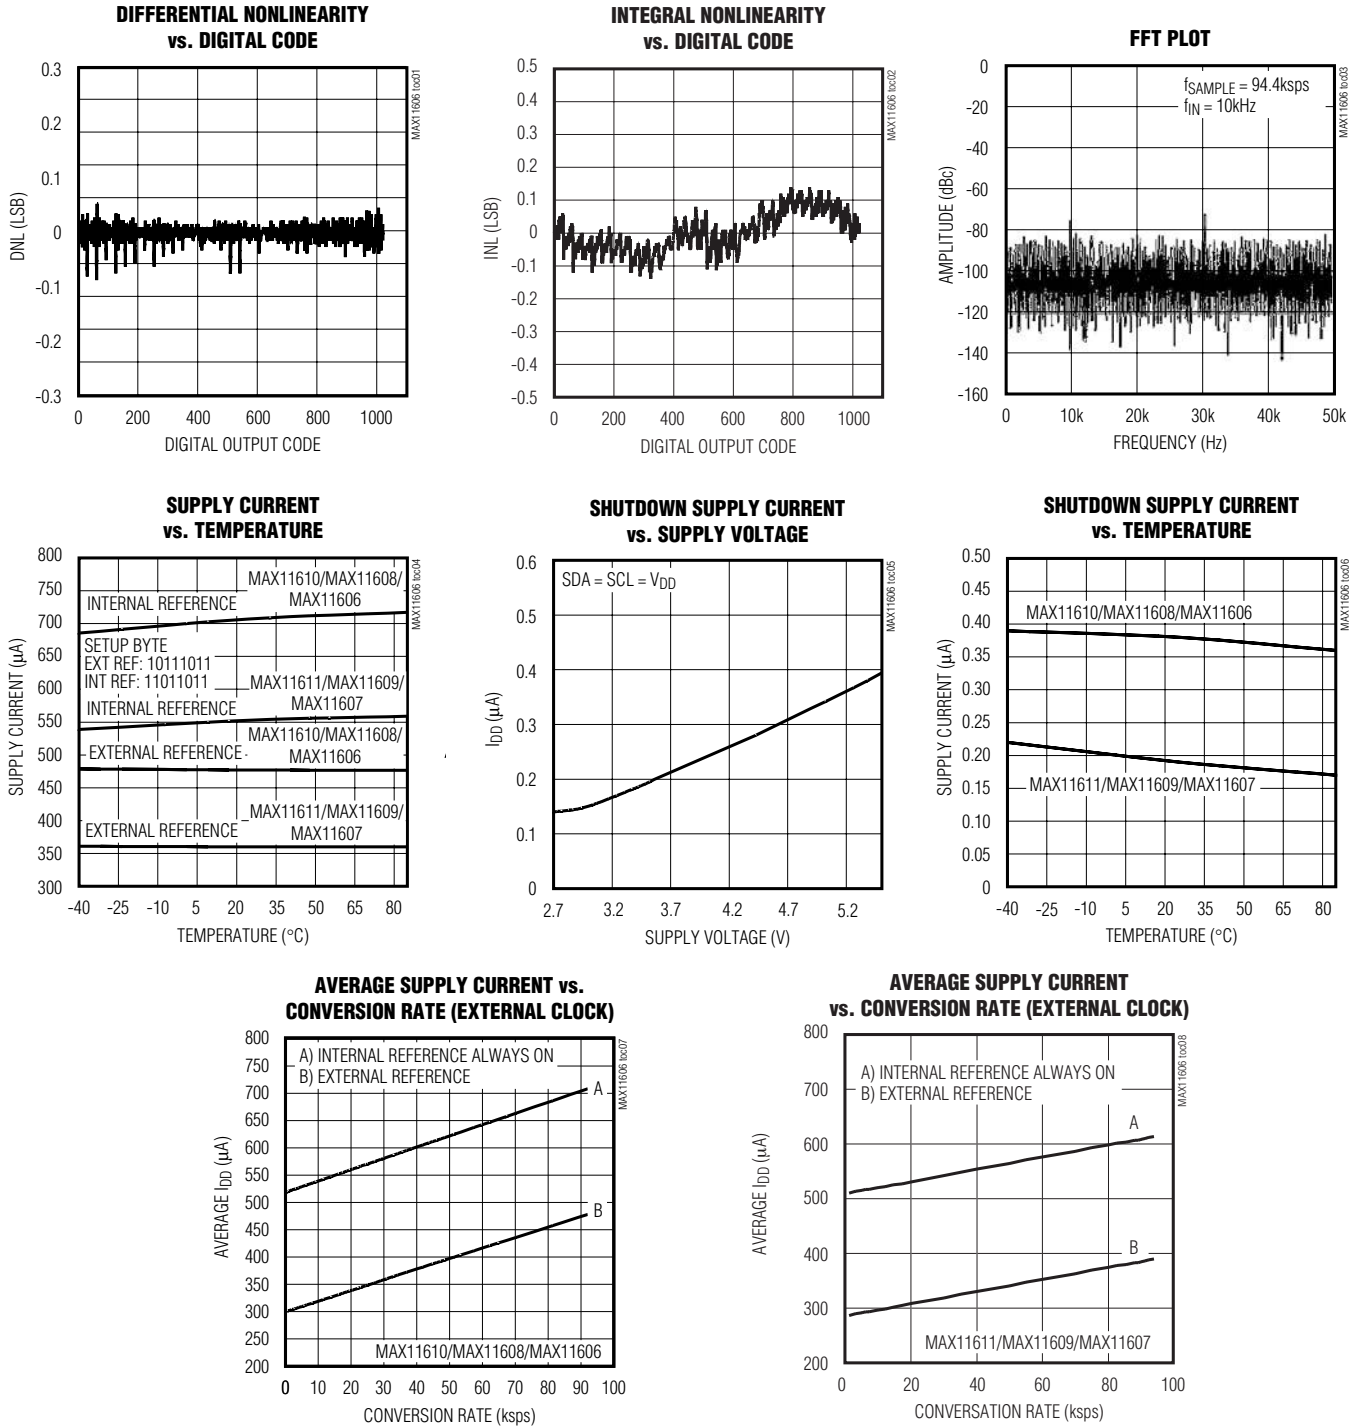 DIFFERENTIAL NONLINEARITY
vs. DIGITAL CODE
MAX11606 toc01
0.3
0.2
0.1
0
-0.1
-0.2
-0.3
DNL (LSB)
0 200 400 600 800 1000
DIGITAL OUTPUT CODE
INTEGRAL NONLINEARITY
vs. DIGITAL CODE
MAX11606 toc02
0.5
0.4
0.3
0.2
0.1
0
-0.1
-0.2
-0.3
-0.4
-0.5
INL (LSB)
0 200 400 600 800 1000
DIGITAL OUTPUT CODE
FFT PLOT
MAX11606 toc03
fSAMPLE = 94.4ksps
fIN = 10kHz
0
-20
-40
-60
-80
-100
-120
-140
-160
AMPLITUDE (dBc)
0 10k 20k 30k 40k 50k
FREQUENCY (Hz)
SUPPLY CURRENT
vs. TEMPERATURE
MAX11606 toc04
800
750
700
650
600
550
500
450
400
350
300
SUPPLY CURRENT (µA)
MAX11610/MAX11608/
MAX11606
INTERNAL REFERENCE
SETUP BYTE
EXT REF: 10111011
INT REF: 11011011
MAX11611/MAX11609/
MAX11607
INTERNAL REFERENCE
MAX11610/MAX11608/
MAX11606
EXTERNAL REFERENCE
MAX11611/MAX11609/
MAX11607
EXTERNAL REFERENCE
-40 -25 -10 5 20 35 50 65 80
TEMPERATURE (°C)
SHUTDOWN SUPPLY CURRENT
vs. SUPPLY VOLTAGE
MAX11606 toc05
SDA = SCL = VDD
0.6
0.5
0.4
0.3
0.2
0.1
0
IDD (µA)
2.7 3.2 3.7 4.2 4.7 5.2
SUPPLY VOLTAGE (V)
SHUTDOWN SUPPLY CURRENT
vs. TEMPERATURE
MAX11606 toc06
0.50
0.45
0.40
0.35
0.30
0.25
0.20
0.15
0.10
0.05
0
SUPPLY CURRENT (µA)
MAX11610/MAX11608/MAX11606
MAX11611/MAX11609/MAX11607
-40 -25 -10 5 20 35 50 65 80
TEMPERATURE (°C)
AVERAGE SUPPLY CURRENT vs.
CONVERSION RATE (EXTERNAL CLOCK)
MAX11606 toc07
800
750
700
650
600
550
500
450
400
350
300
250
200
AVERAGE IDD (µA)
A) INTERNAL REFERENCE ALWAYS ON
B) EXTERNAL REFERENCE
A
B
MAX11610/MAX11608/MAX11606
0 10 20 30 40 50 60 70 80 90 100
CONVERSION RATE (ksps)
AVERAGE SUPPLY CURRENT
vs. CONVERSION RATE (EXTERNAL CLOCK)
MAX11606 toc08
800
700
600
500
400
300
200
AVERAGE IDD (µA)
A) INTERNAL REFERENCE ALWAYS ON
B) EXTERNAL REFERENCE
A
B
MAX11611/MAX11609/MAX11607
0 20 40 60 80 100
CONVERSATION RATE (ksps)